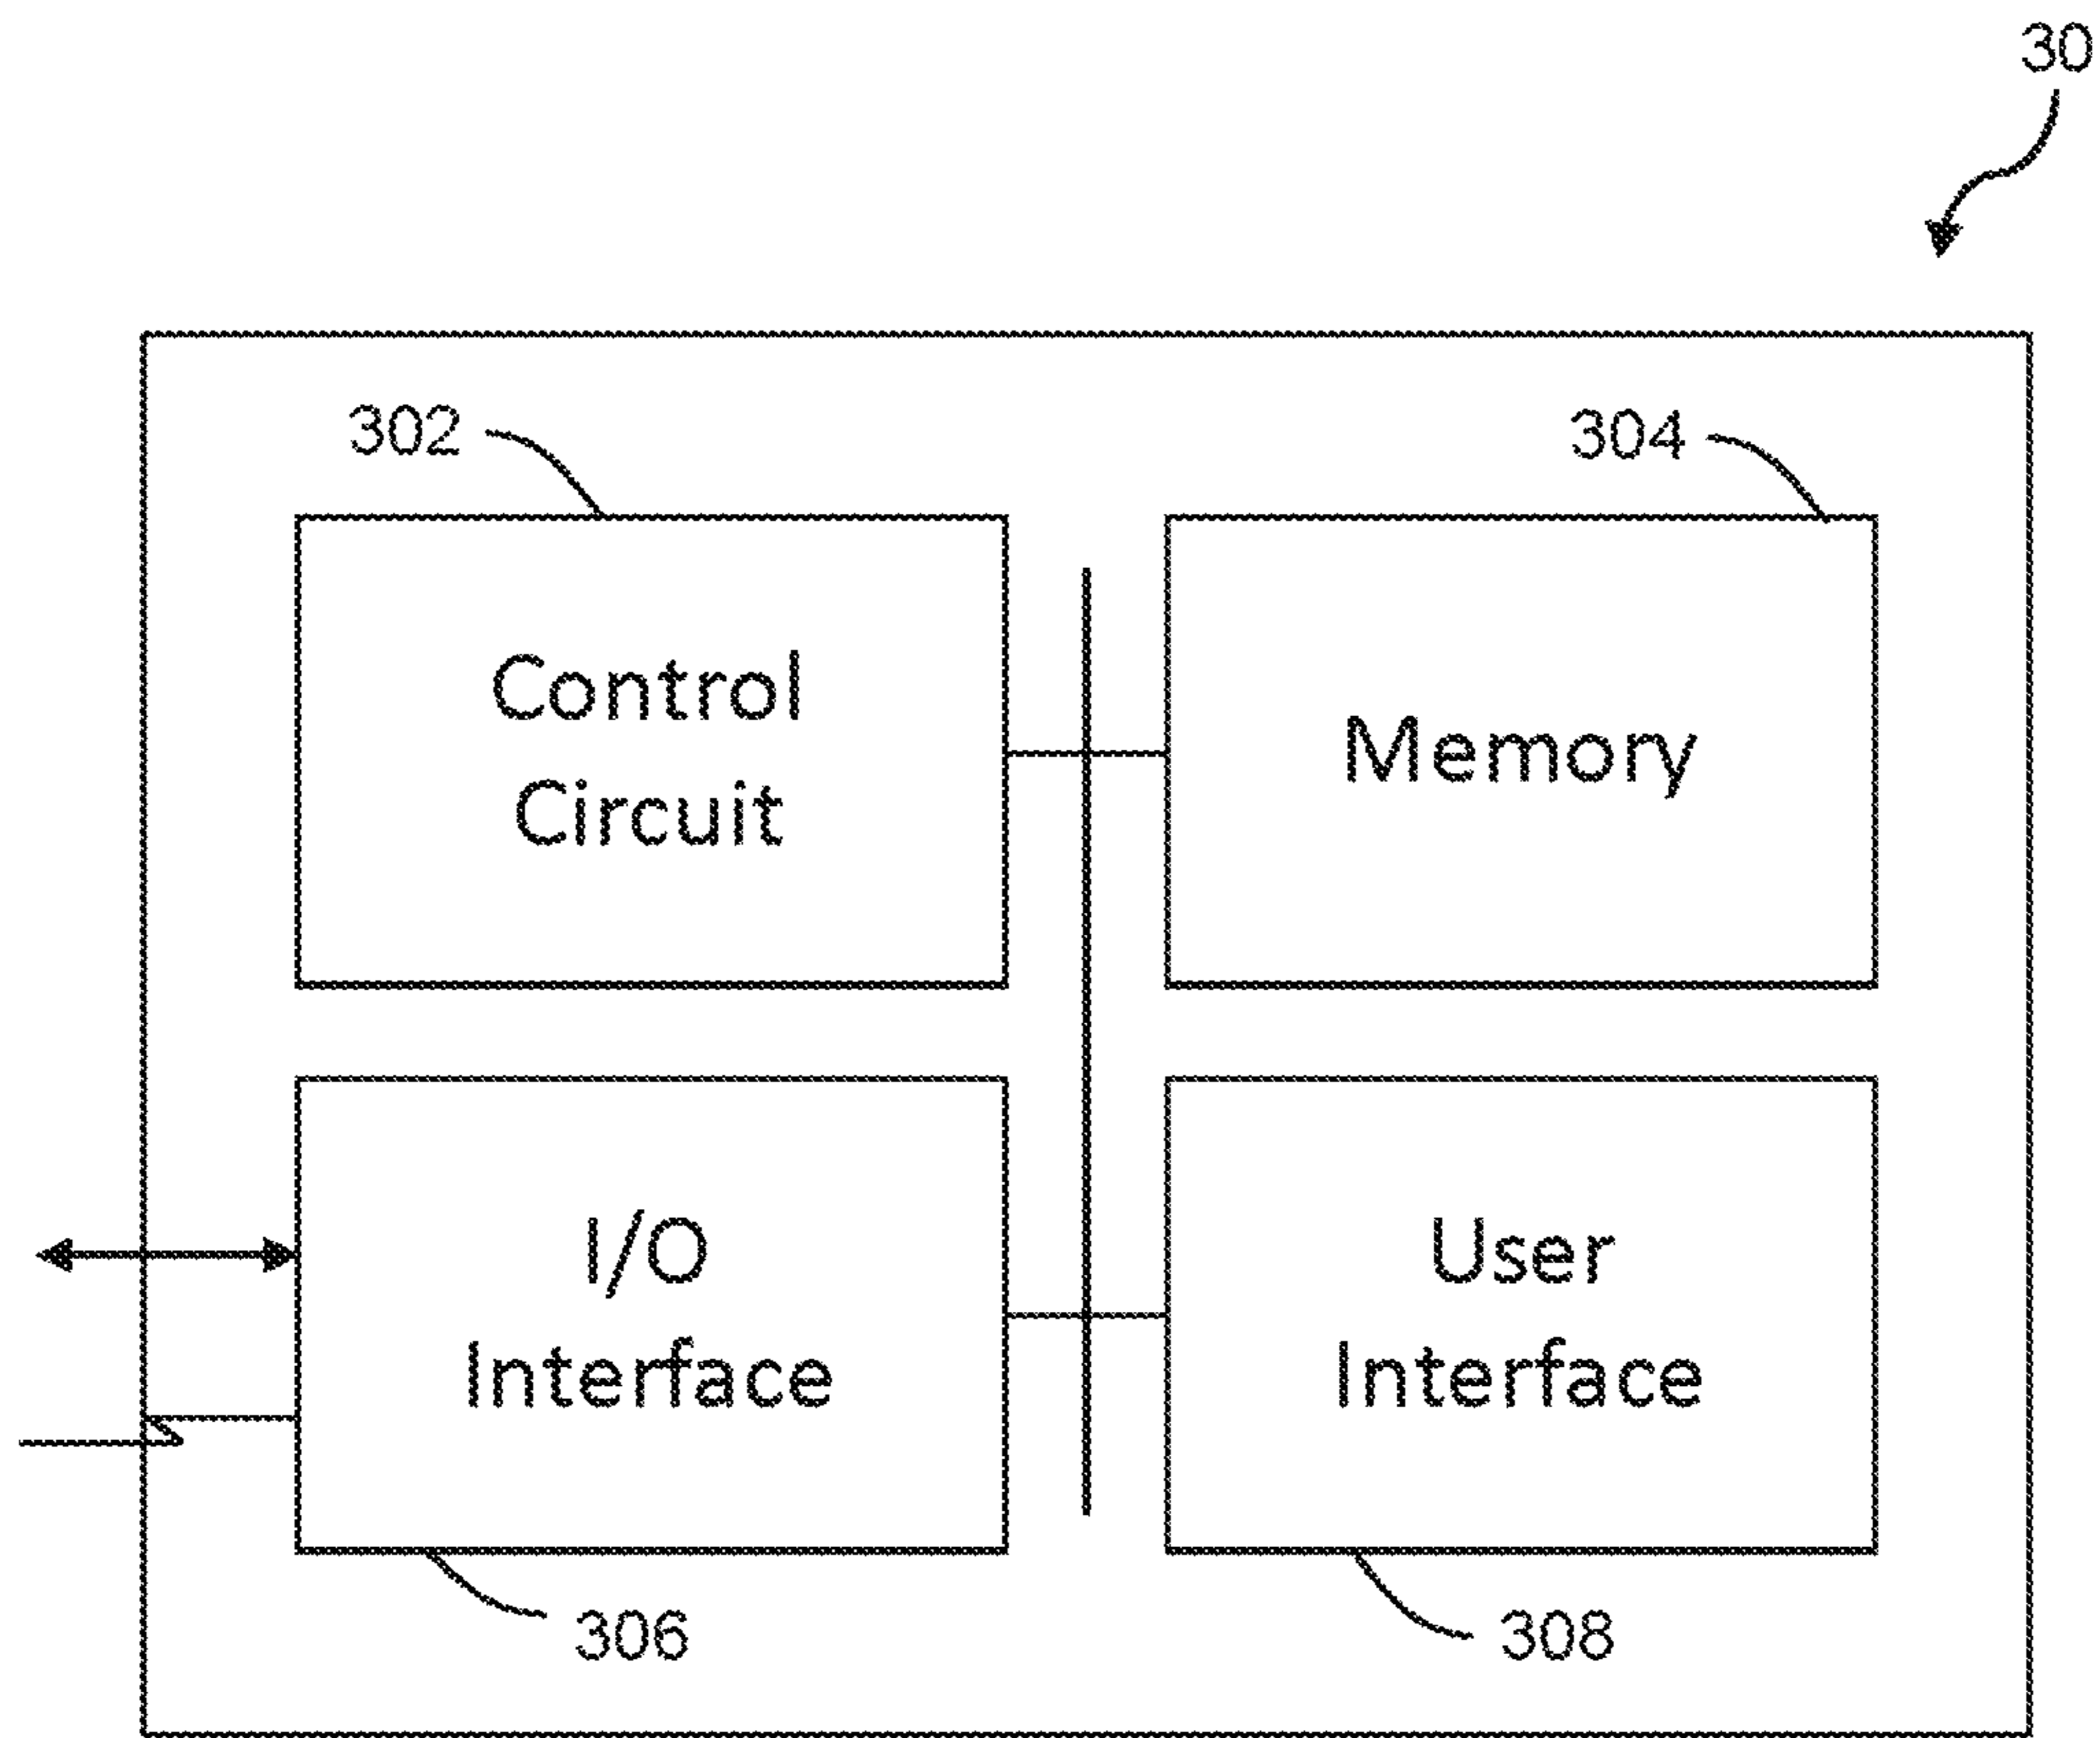 30
302
304
Control
Circuit
Memory
I/O
Interface
User
Interface
306
308